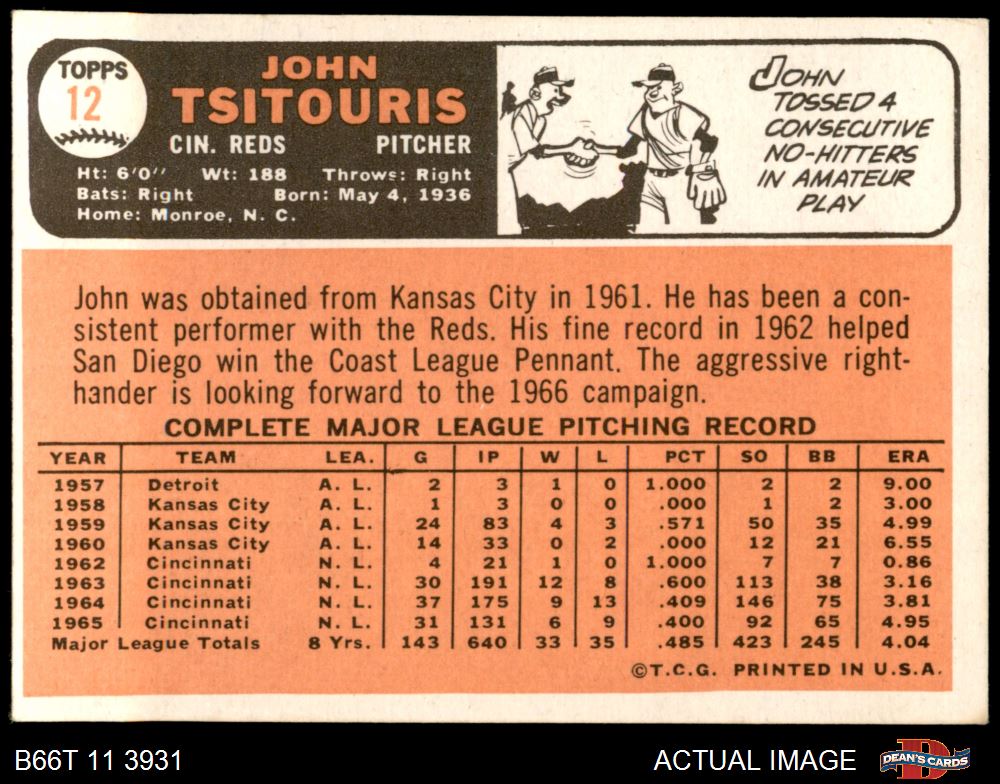 TOPPS
12
JOHN
TSITOURIS
CIN. REDS PITCHER
Ht: 6'0" Wt: 188 Throws: Right
Bats: Right Born: May 4, 1936
Home: Monroe, N. C.
JOHN
TOSSED 4
CONSECUTIVE
NO-HITTERS
IN AMATEUR
PLAY
John was obtained from Kansas City in 1961. He has been a con-
sistent performer with the Reds. His fine record in 1962 helped
San Diego win the Coast League Pennant. The aggressive right-
hander is looking forward to the 1966 campaign.
COMPLETE MAJOR LEAGUE PITCHING RECORD
YEAR TEAM LEA. G IP W L PCT SO BB ERA
1957 Detroit A. L. 2 3 1 0 1.000 2 2 9.00
1958 Kansas City A. L. 1 3 0 0 .000 1 2 3.00
1959 Kansas City A. L. 24 83 4 3 .571 50 35 4.99
1960 Kansas City A. L. 14 33 0 2 .000 12 21 6.55
1962 Cincinnati N. L. 4 21 1 0 1.000 7 7 0.86
1963 Cincinnati N. L. 30 191 12 8 .600 113 38 3.16
1964 Cincinnati N. L. 37 175 9 13 .409 146 75 3.81
1965 Cincinnati N. L. 31 131 6 9 .400 92 65 4.95
Major League Totals 8 Yrs. 143 640 33 35 .485 423 245 4.04
©T.C.G. PRINTED IN U.S.A.
B66T 11 3931 ACTUAL IMAGE DEAN'S CARDS